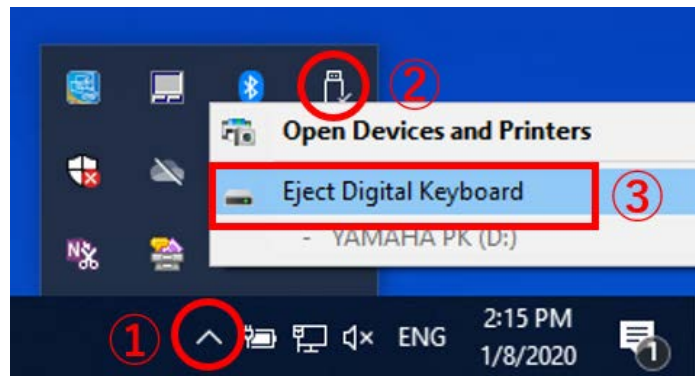 ②
Open Devices and Printers
Eject Digital Keyboard
③
- YAMAHA PK (D:)
N
①
ENG
2:15 PM
1/8/2020
1